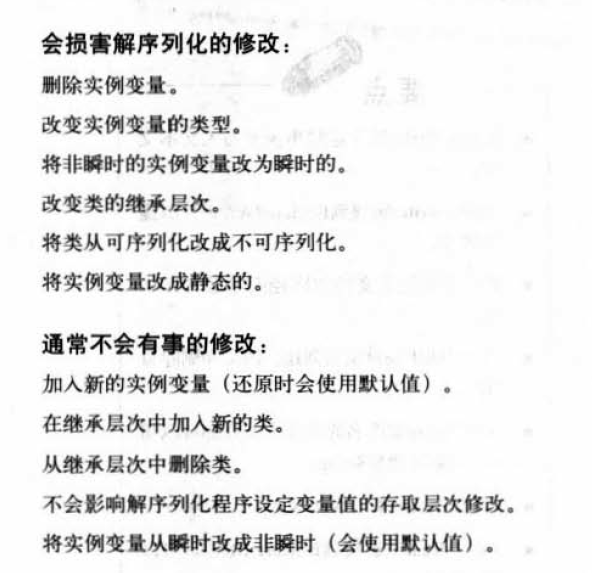 会损害解序列化的修改：
删除实例变量。
改变实例变量的类型。
将非瞬时的实例变量改为瞬时的。
改变类的继承层次。
将类从可序列化改成不可序列化。
将实例变量改成静态的。
通常不会有事的修改：
加入新的实例变量（还原时会使用默认值）。
在继承层次中加入新的类。
从继承层次中删除类。
不会影响解序列化程序设定变量值的存取层次修改。
将实例变量从瞬时改成非瞬时（会使用默认值）。